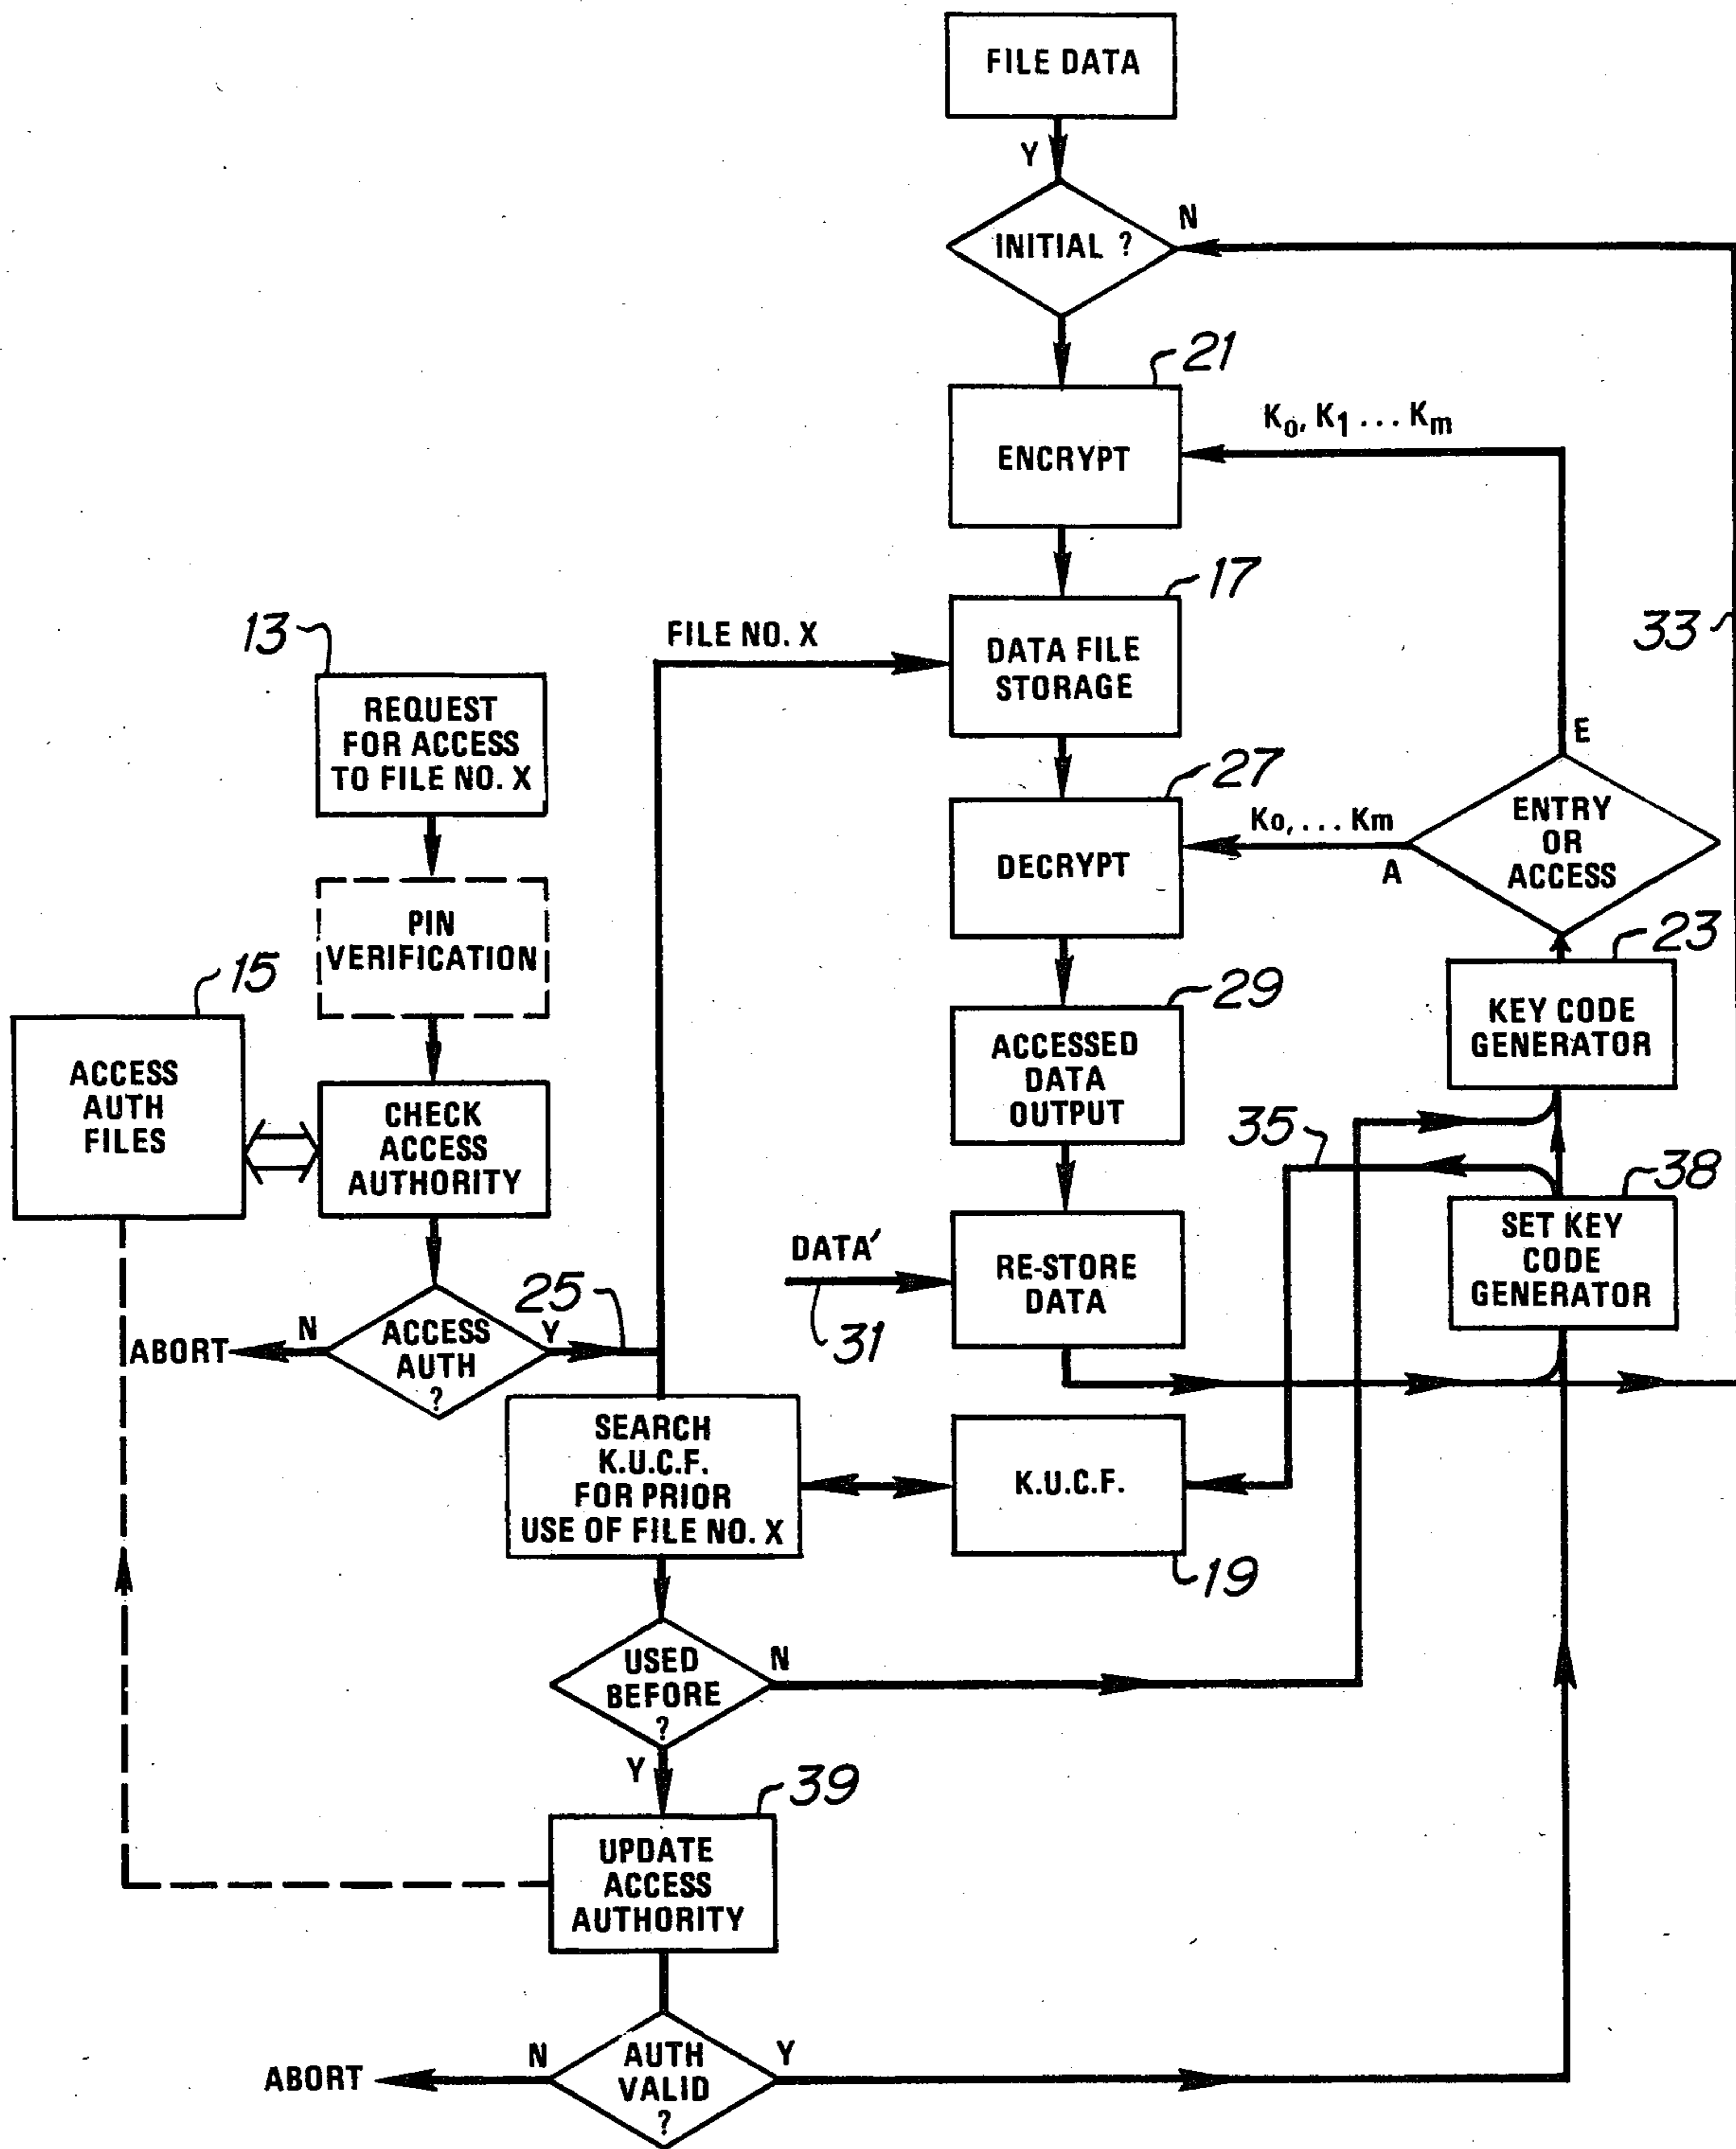 FILE DATA
Y
INITIAL ?
N
21
ENCRYPT
K0, K1 ... Km
17
FILE NO. X
DATA FILE
STORAGE
33
13
REQUEST
FOR ACCESS
TO FILE NO. X
E
ENTRY
OR
ACCESS
27
DECRYPT
Ko, ... Km
A
PIN
VERIFICATION
23
KEY CODE
GENERATOR
15
ACCESS
AUTH
FILES
29
ACCESSED
DATA
OUTPUT
CHECK
ACCESS
AUTHORITY
35
38
SET KEY
CODE
GENERATOR
DATA'
31
RE-STORE
DATA
25
ABORT
N
ACCESS
AUTH
?
Y
SEARCH
K.U.C.F.
FOR PRIOR
USE OF FILE NO. X
K.U.C.F.
19
USED
BEFORE
?
N
Y
39
UPDATE
ACCESS
AUTHORITY
ABORT
N
AUTH
VALID
?
Y